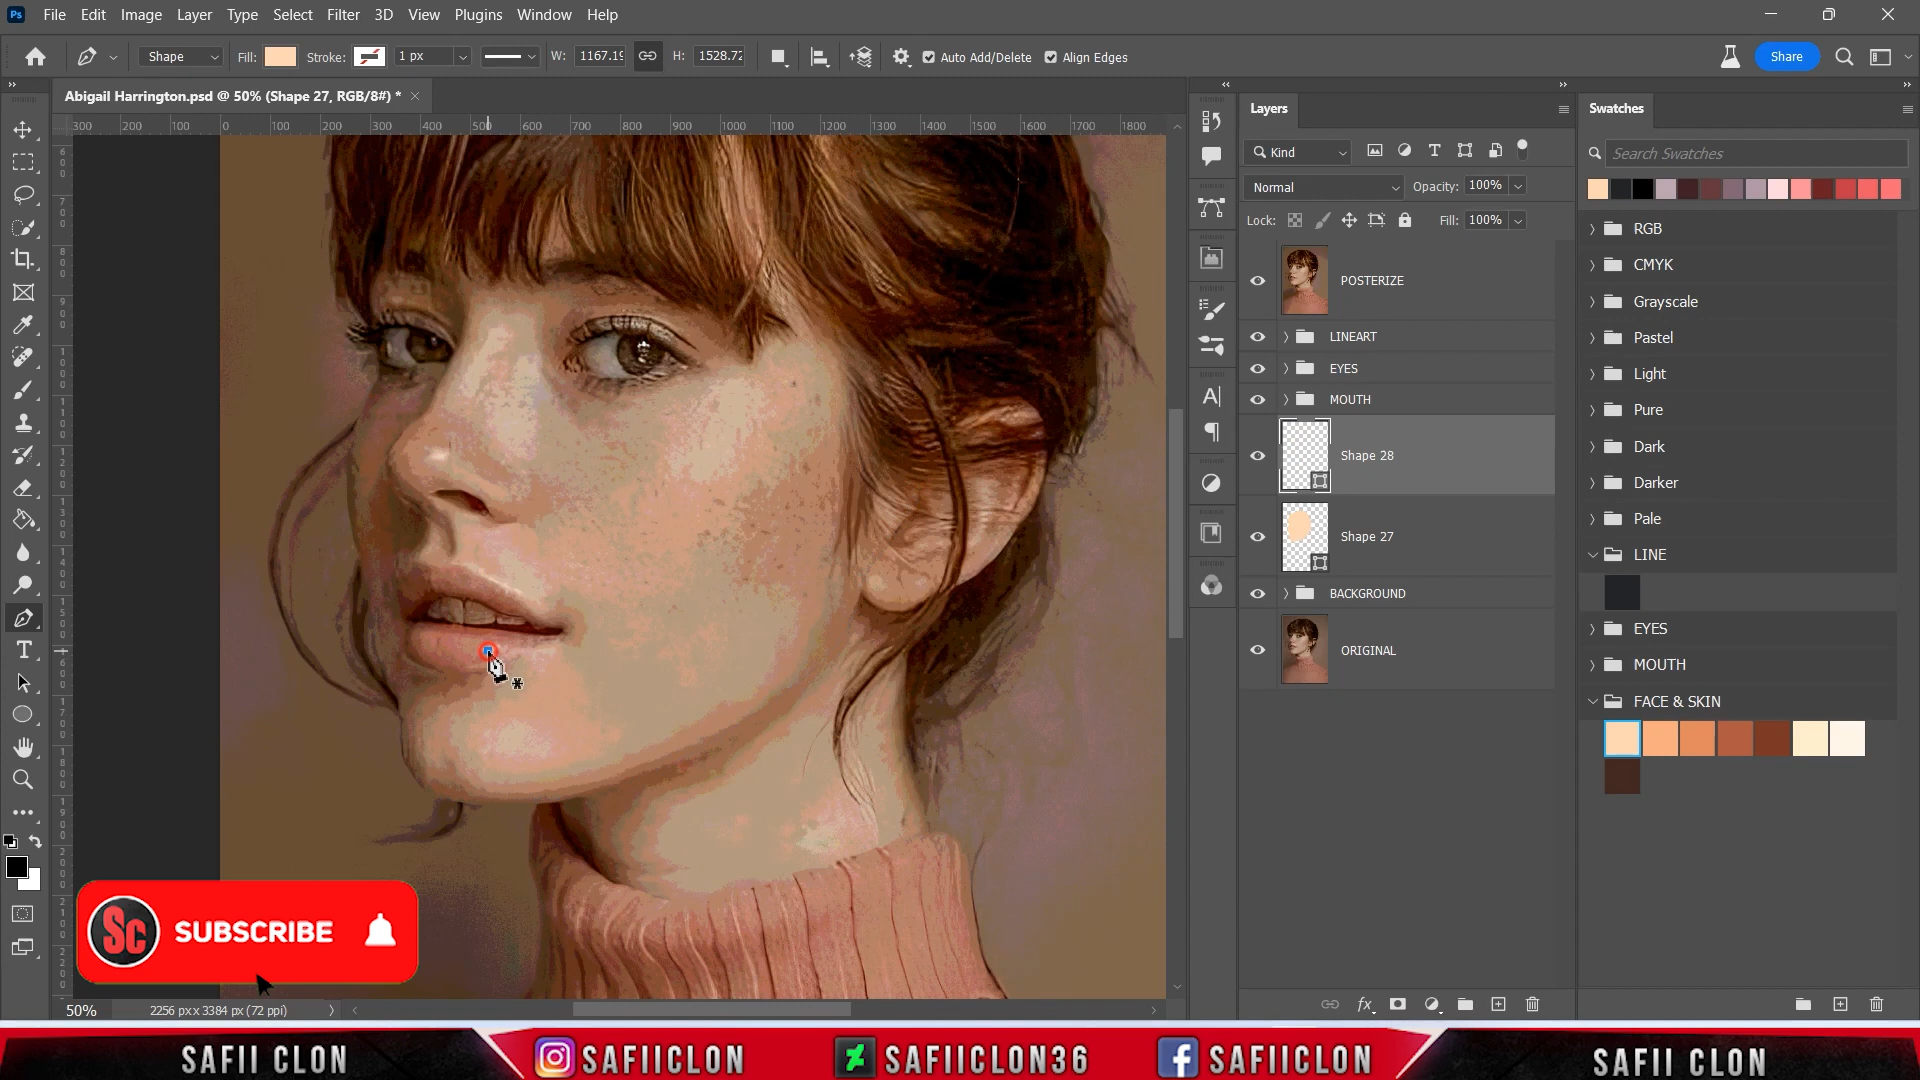 Ps File Edit Image Layer Type Select Filter 3D View Plugins Window Help
Shape Fill: Stroke: 1 px W: 1167.19 H: 1528.72 Auto Add/Delete Align Edges Share
Abigail Harrington.psd @ 50% (Shape 27, RGB/8#) *
300 200 100 0 100 200 300 400 500 600 700 800 900 1000 1100 1200 1300 1400 1500 1600 1700 1800
Layers
Kind
Normal Opacity: 100%
Lock: Fill: 100%
POSTERIZE
LINEART
EYES
MOUTH
Shape 28
Shape 27
BACKGROUND
ORIGINAL
Swatches
Search Swatches
RGB
CMYK
Grayscale
Pastel
Light
Pure
Dark
Darker
Pale
LINE
EYES
MOUTH
FACE & SKIN
Sc SUBSCRIBE
50% 2256 px x 3384 px (72 ppi)
SAFII CLON SAFIICLON SAFIICLON36 SAFIICLON SAFII CLON